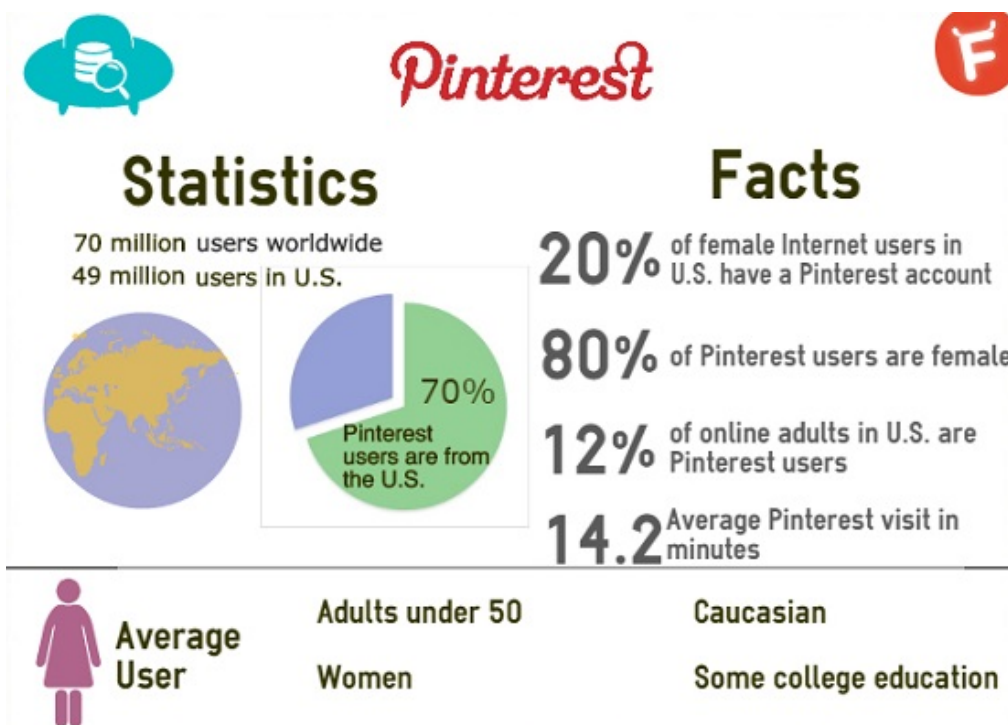 Pinterest
F
Statistics
70 million users worldwide
49 million users in U.S.
70%
Pinterest
users are from
the U.S.
Facts
20% of female Internet users in
U.S. have a Pinterest account
80% of Pinterest users are female
12% of online adults in U.S. are
Pinterest users
14.2 Average Pinterest visit in
minutes
Average
User
Adults under 50
Caucasian
Women
Some college education